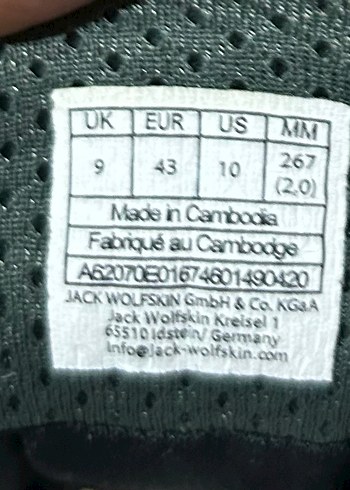 UK EUR US MM
9 43 10 267 (2,0)
Made in Cambodia
Fabriqué au Cambodge
A62070E01674601490420
JACK WOLFSKIN GmbH & Co. KGaA
Jack Wolfskin Kreisel 1
65510 Idstein/ Germany
info@jack-wolfskin.com